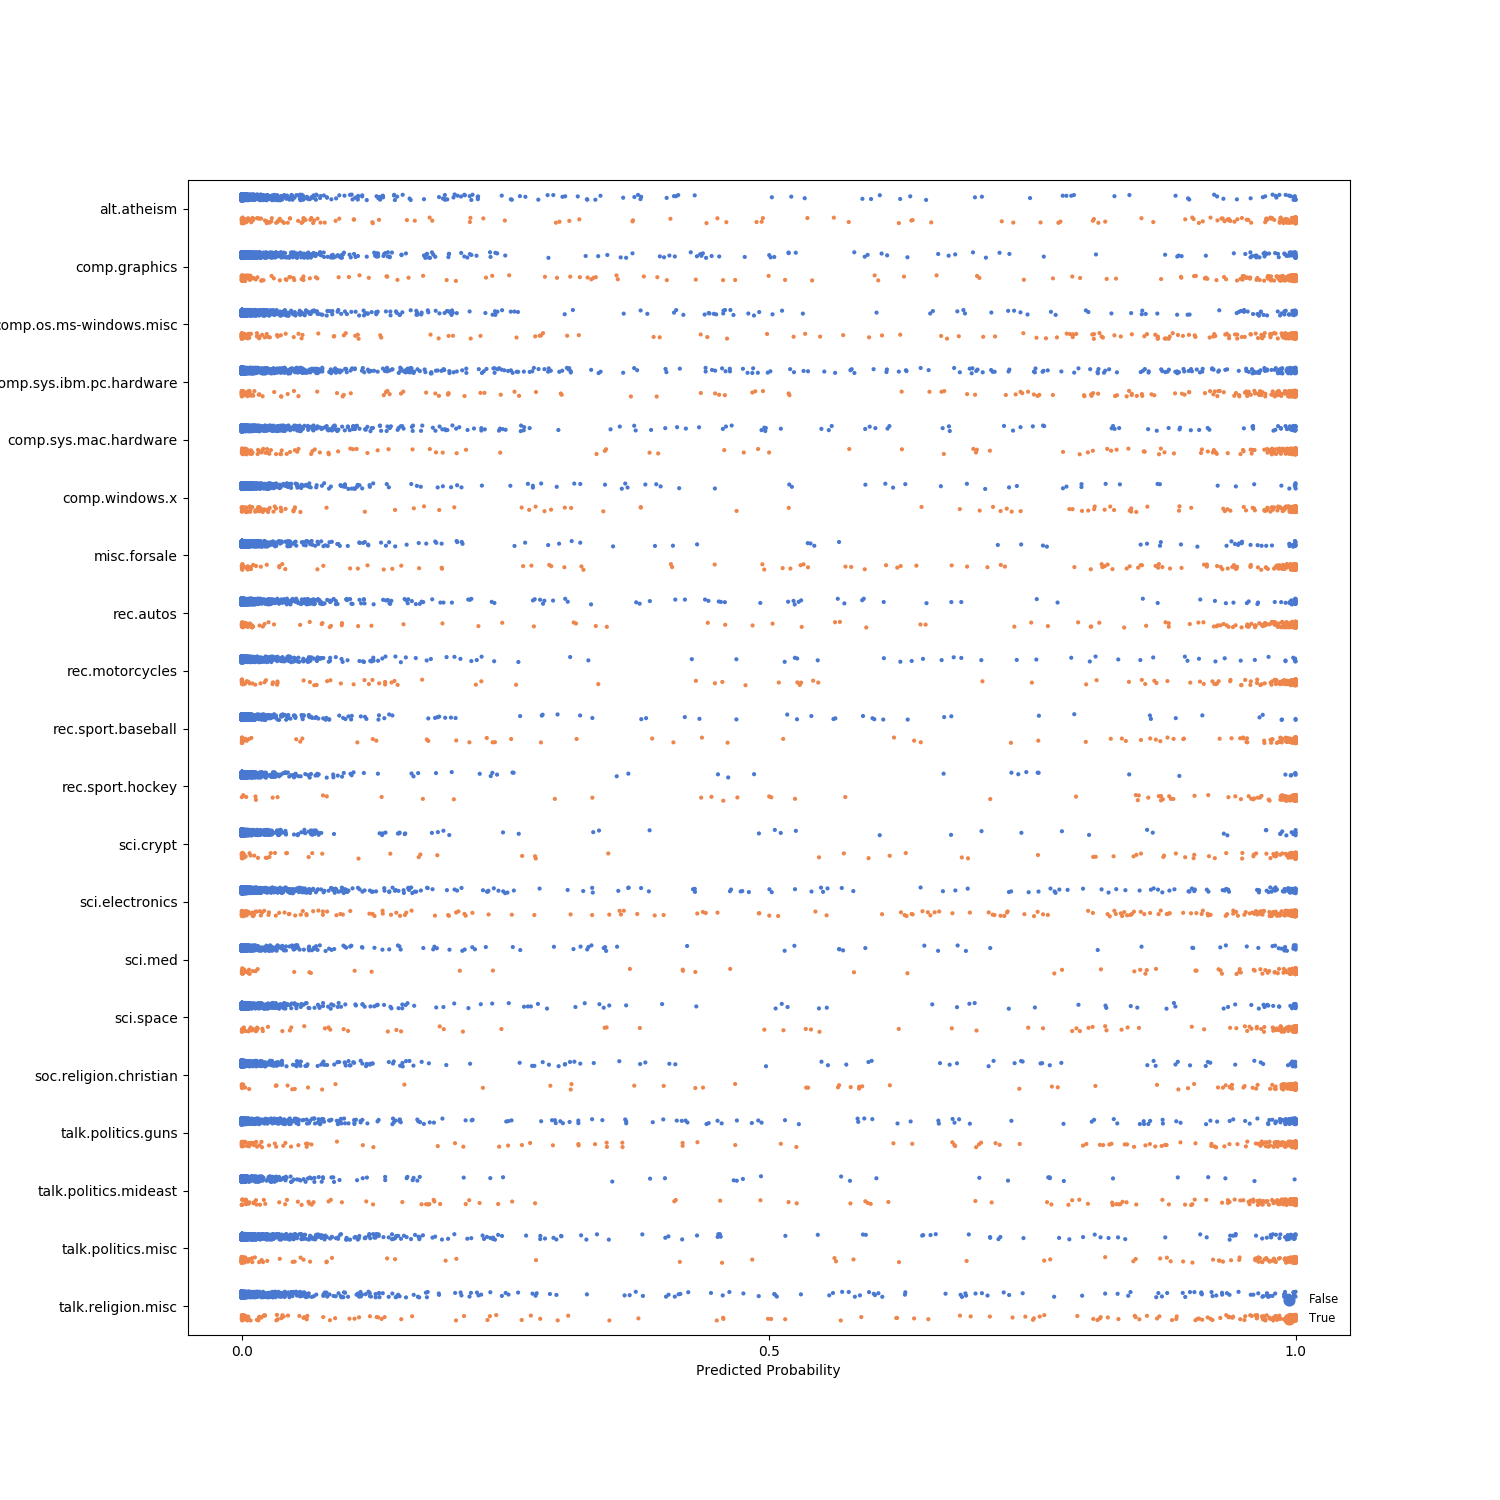 alt.atheism
comp.graphics
comp.os.ms-windows.misc
omp.sys.ibm.pc.hardware
comp.sys.mac.hardware
comp.windows.x
misc.forsale
rec.autos
rec.motorcycles
rec.sport.baseball
rec.sport.hockey
sci.crypt
sci.electronics
sci.med
sci.space
soc.religion.christian
talk.politics.guns
talk.politics.mideast
talk.politics.misc
talk.religion.misc
False
True
0.0 0.5 1.0
Predicted Probability